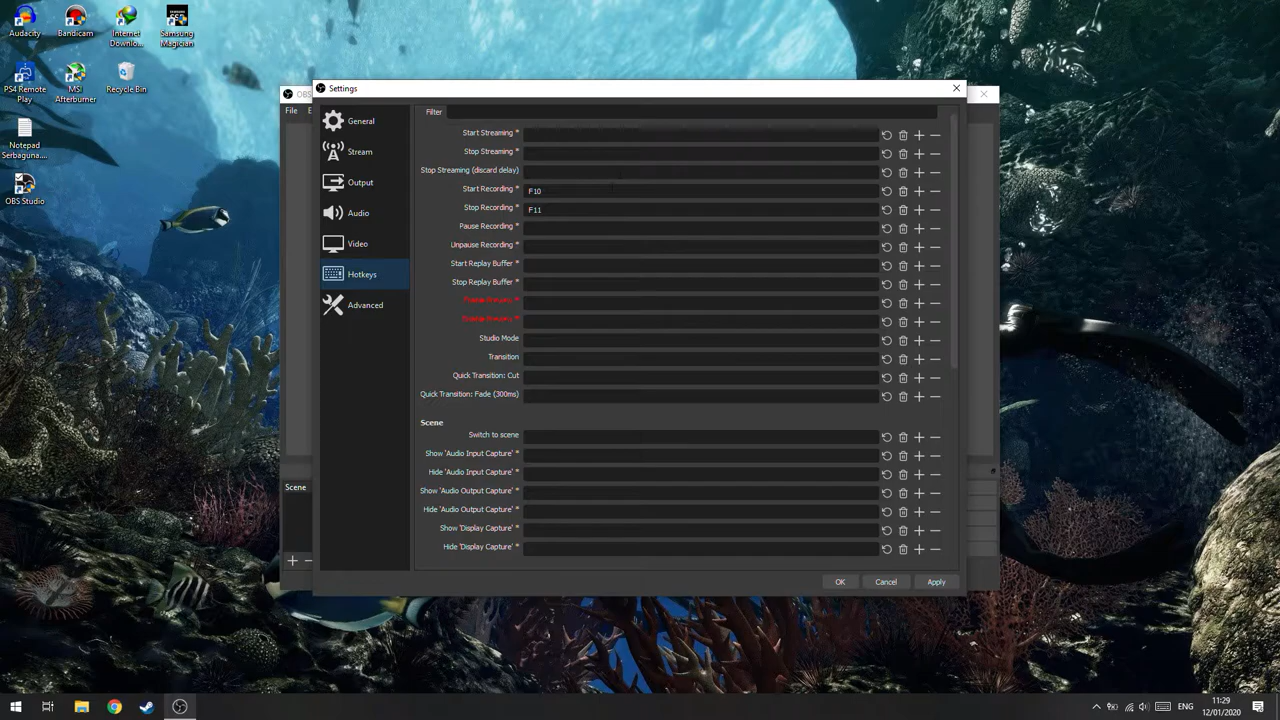 Audacity
Bandicam
Internet
Downlo...
SAMSUNG
SSD
Samsung
Magician
PS4 Remote
Play
MSI
Afterburner
Recycle Bin
Notepad
Serbaguna....
OBS Studio
OBS
File
Scene
Settings
General
Stream
Output
Audio
Video
Hotkeys
Advanced
Filter
Start Streaming *
Stop Streaming *
Stop Streaming (discard delay)
Start Recording * F10
Stop Recording * F11
Pause Recording *
Unpause Recording *
Start Replay Buffer *
Stop Replay Buffer *
Studio Mode
Transition
Quick Transition: Cut
Quick Transition: Fade (300ms)
Scene
Switch to scene
Show 'Audio Input Capture' *
Hide 'Audio Input Capture' *
Show 'Audio Output Capture' *
Hide 'Audio Output Capture' *
Show 'Display Capture' *
Hide 'Display Capture' *
OK
Cancel
Apply
ENG
11:29
12/01/2020